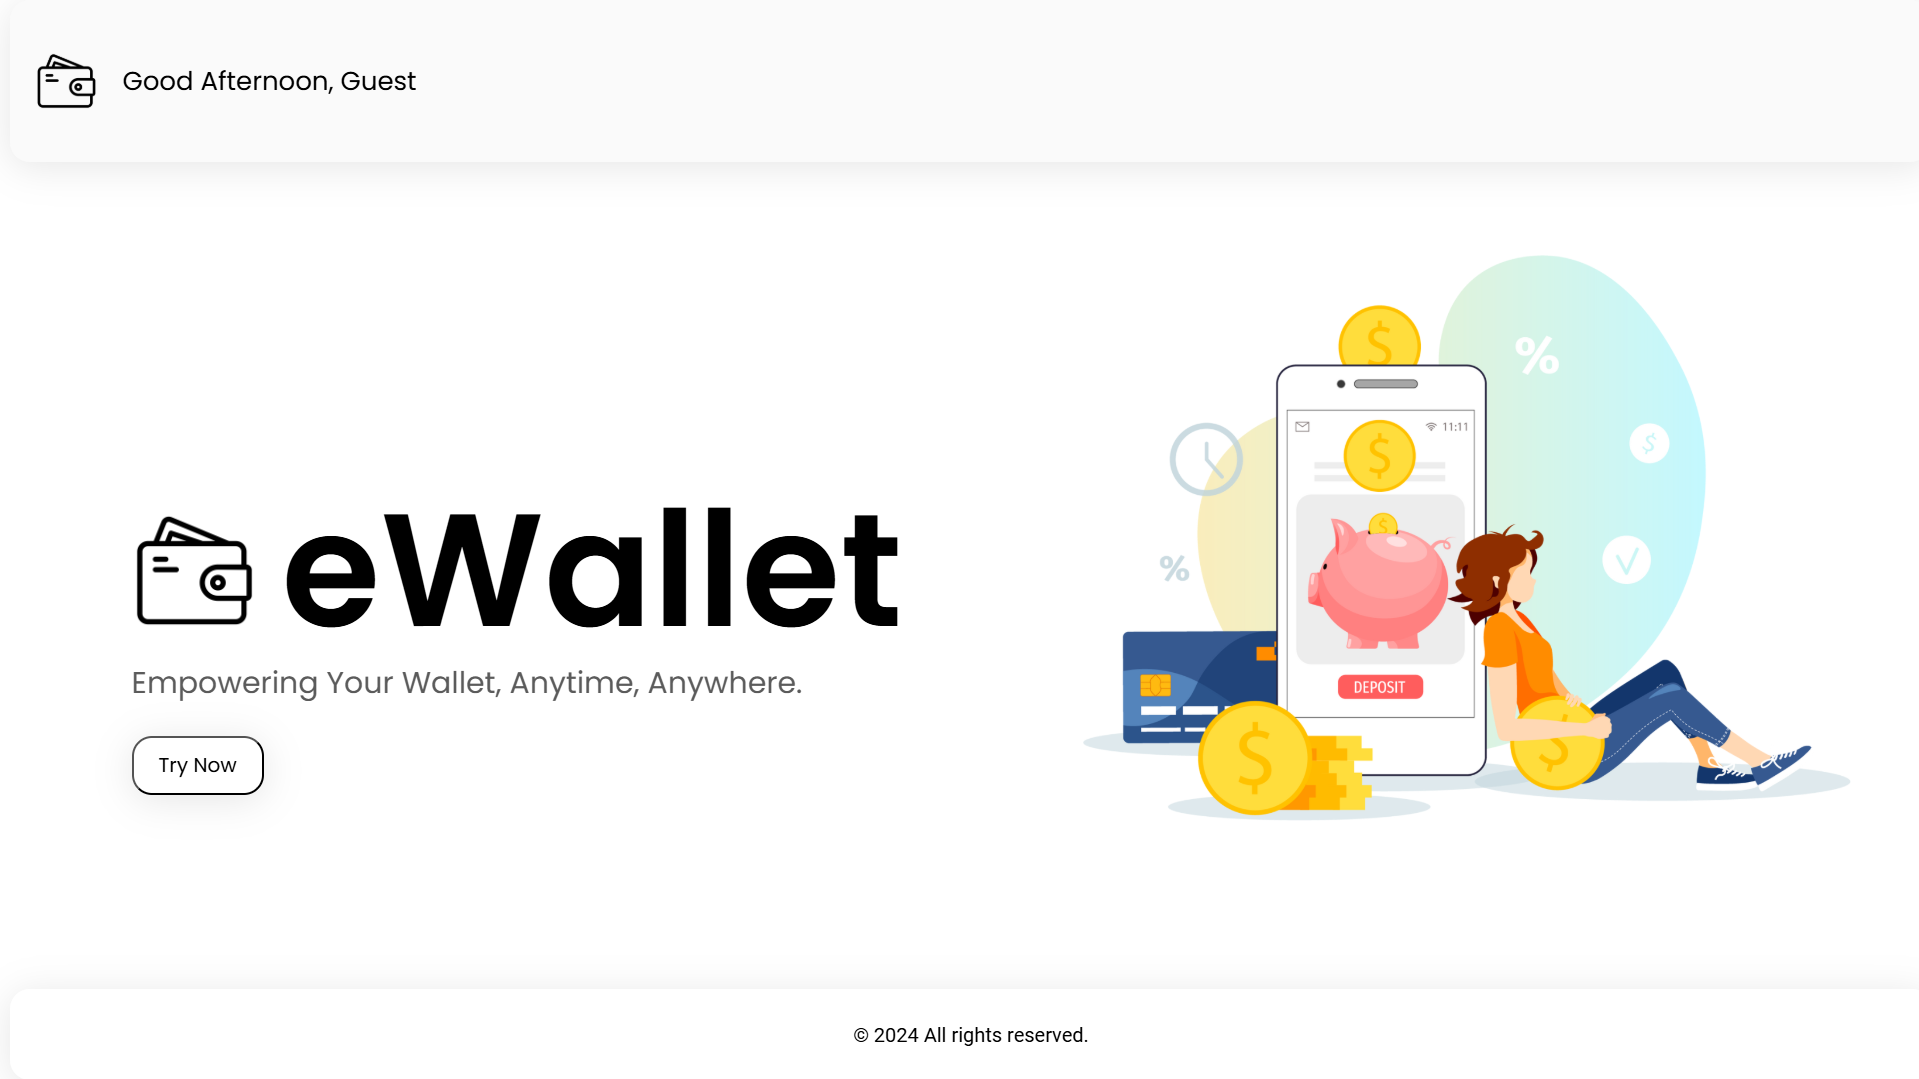 Good Afternoon, Guest
eWallet
Empowering Your Wallet, Anytime, Anywhere.
Try Now
$
%
11:11
$
$
$
%
DEPOSIT
$
$
© 2024 All rights reserved.